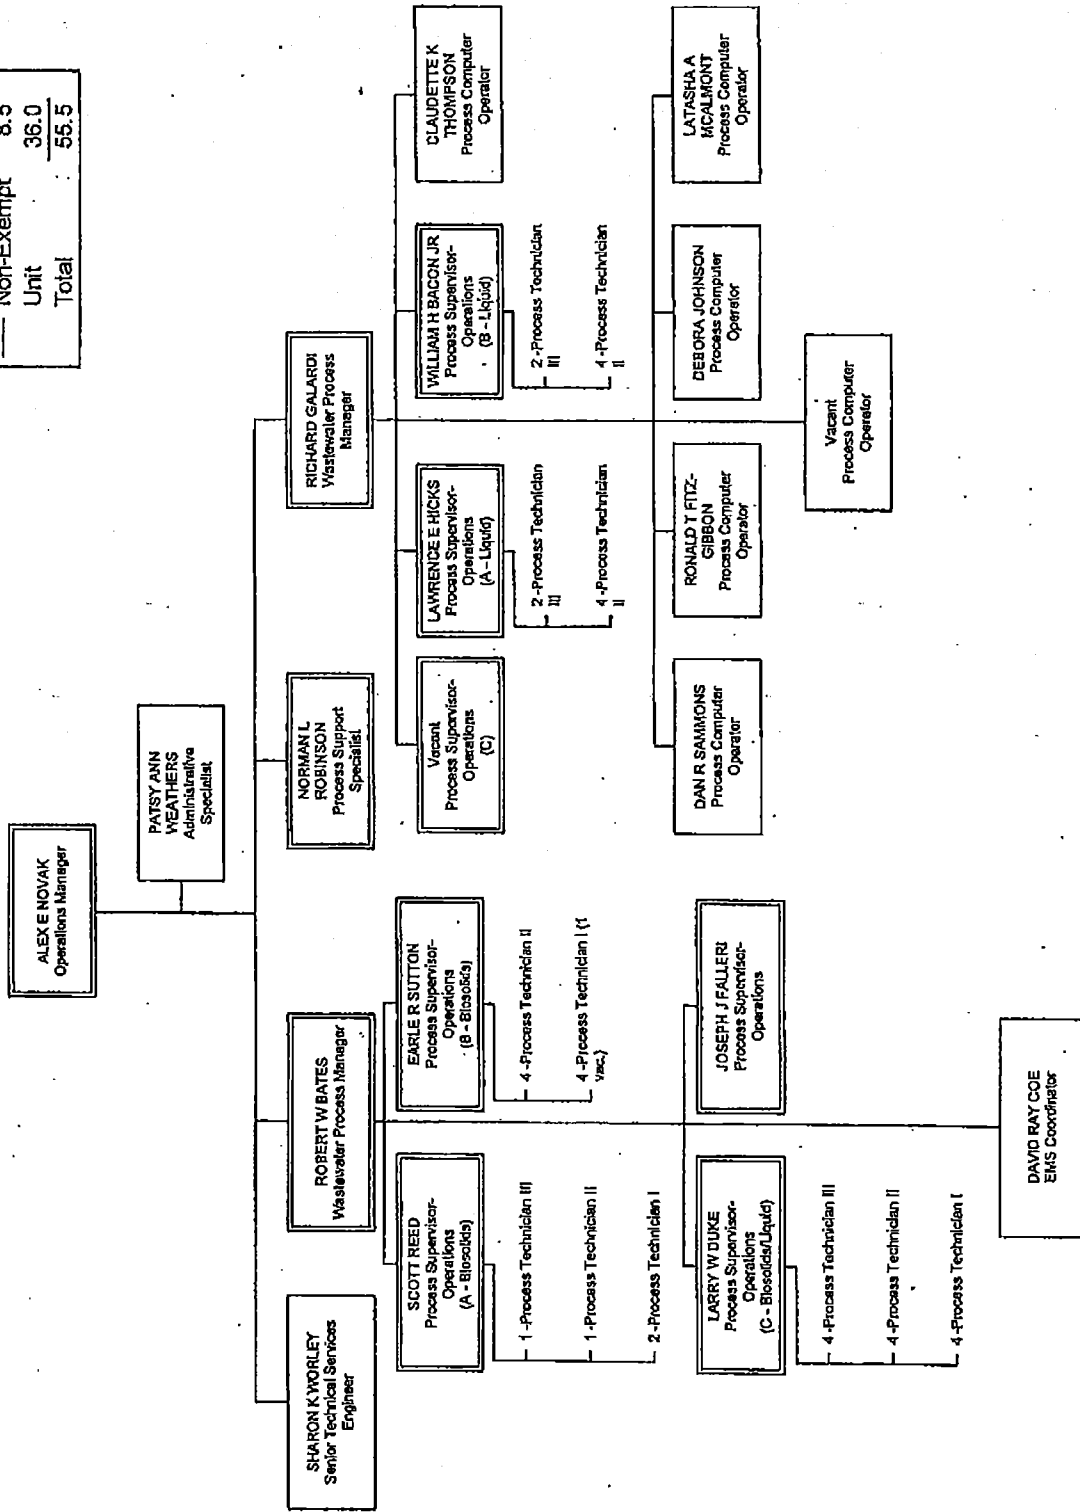 Non-Exempt 8.5
Unit 36.0
Total 55.5
ALEX E NOVAK
Operations Manager
PATSY ANN
WEATHERS
Administrative
Specialist
SHARON K WORLEY
Senior Technical Services
Engineer
ROBERT W BATES
Wastewater Process Manager
NORMAN L
ROBINSON
Process Support
Specialist
RICHARD GALARDI
Wastewater Process
Manager
SCOTT REED
Process Supervisor-
Operations
(A - Biosolids)
1 -Process Technician III
1 -Process Technician II
2 -Process Technician I
EARLE R SUTTON
Process Supervisor-
Operations
(B - Biosolids)
4 -Process Technician II
4 -Process Technician I (1
vac.)
Vacant
Process Supervisor-
Operations
(C)
LAWRENCE E HICKS
Process Supervisor-
Operations
(A - Liquid)
2 -Process Technician
III
4 -Process Technician
II
WILLIAM H BACON JR
Process Supervisor-
Operations
(B - Liquid)
2 -Process Technician
III
4 -Process Technician
II
CLAUDETTE K
THOMPSON
Process Computer
Operator
LARRY W DUKE
Process Supervisor-
Operations
(C - Biosolids/Liquid)
4 -Process Technician III
4 -Process Technician II
4 -Process Technician I
JOSEPH J FALLERI
Process Supervisor-
Operations
DAN R SAMMONS
Process Computer
Operator
RONALD T FITZ-
GIBBON
Process Computer
Operator
DEBORA JOHNSON
Process Computer
Operator
LATASHA A
MCALMONT
Process Computer
Operator
Vacant
Process Computer
Operator
DAVID RAY COE
EMS Coordinator